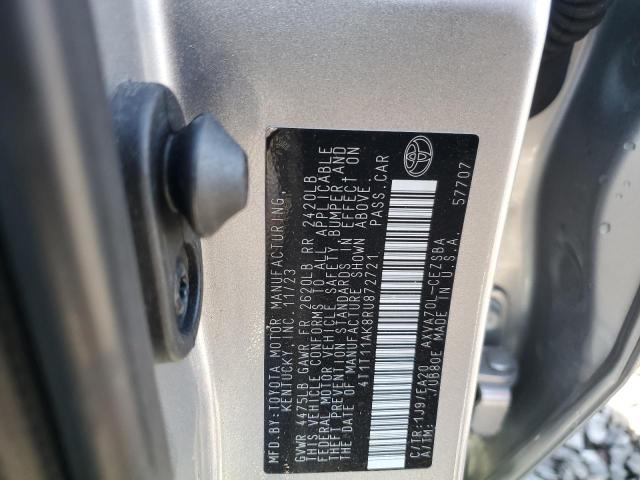 MFD.BY:TOYOTA MOTOR MANUFACTURING,
KENTUCKY, INC. 11/23
GVWR 4475LB GAWR FR 2620LB RR 2420LB
THIS VEHICLE CONFORMS TO ALL APPLICABLE
FEDERAL MOTOR VEHICLE SAFETY, BUMPER, AND
THEFT PREVENTION STANDARDS IN EFFECT ON
THE DATE OF MANUFACTURE SHOWN ABOVE.
4T1T11AK8RU872721 PASS.CAR
C/TR:1J9/EA20 AXVA70L-CEZSBA
A/TM: /UB80E MADE IN U.S.A.
57707